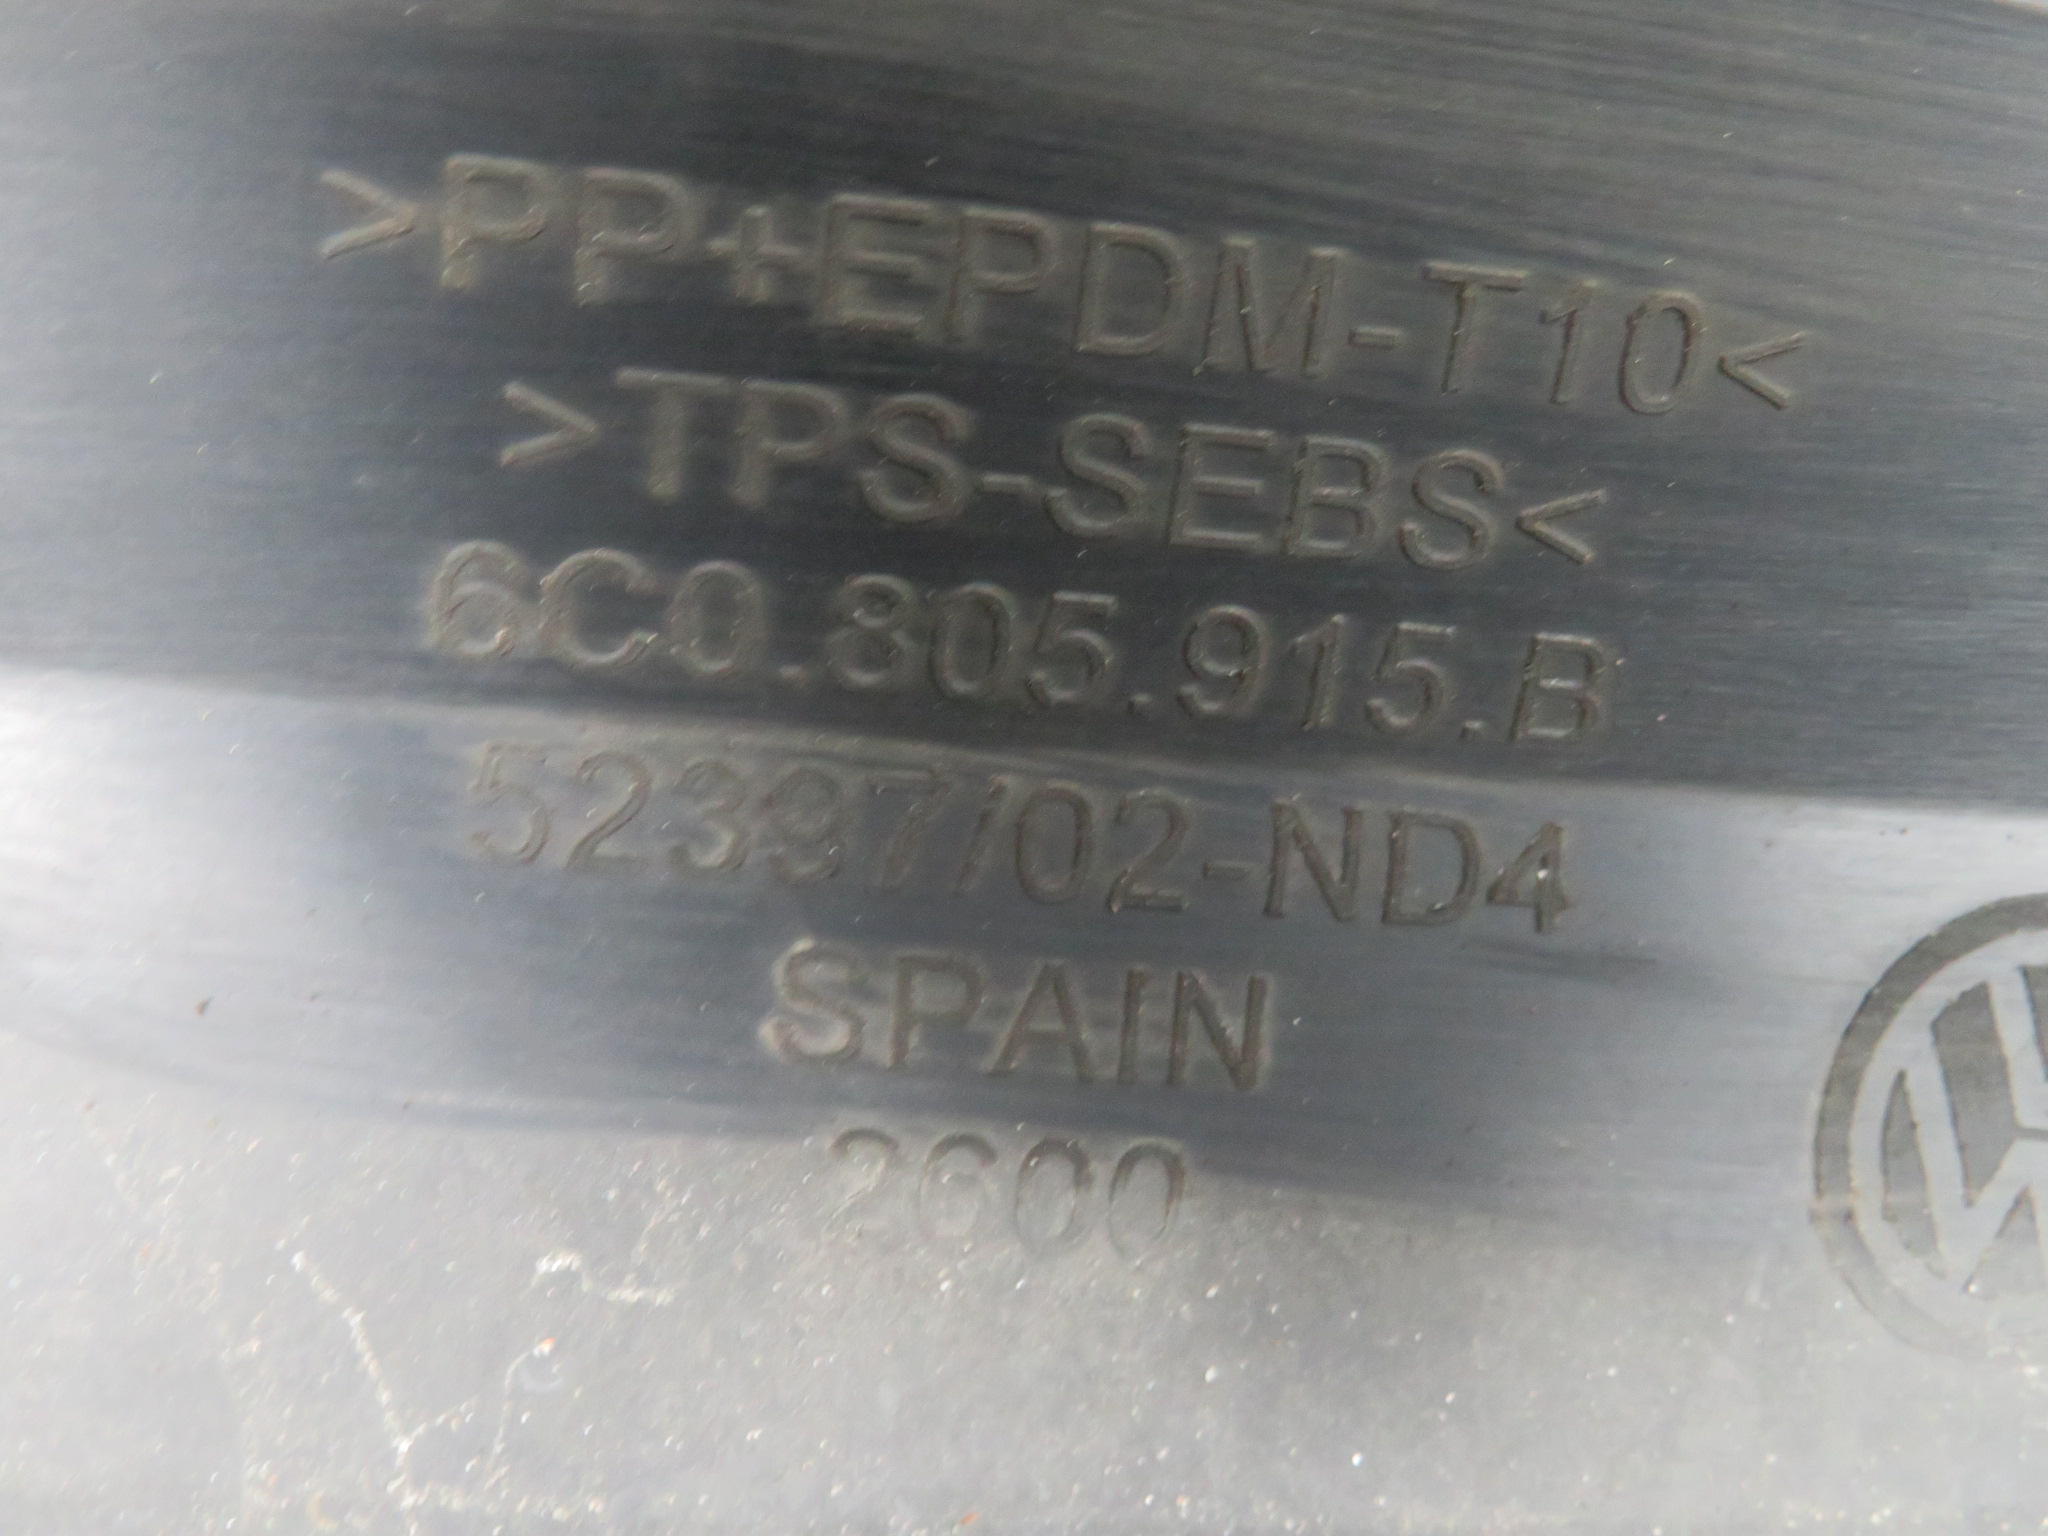 >PP+EPDM-T10<
>TPS-SEBS<
6C0.805.915.B
52397/02-ND4
SPAIN
2600